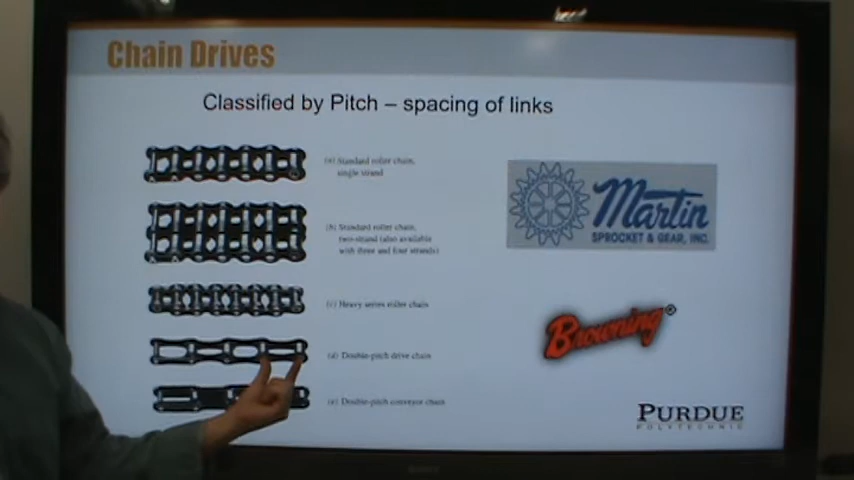 Chain Drives
Classified by Pitch – spacing of links
(a) Standard roller chain,
single strand
(b) Standard roller chain,
two-strand (also available
with three and four strands)
(c) Heavy series roller chain
(d) Double-pitch drive chain
(e) Double-pitch conveyor chain
Martin
SPROCKET & GEAR, INC.
Browning®
PURDUE
POLYTECHNIC